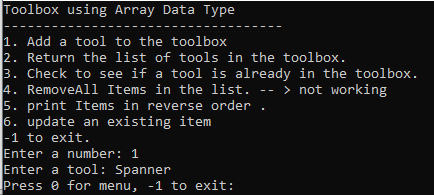 Toolbox using Array Data Type
----------------------------------
1. Add a tool to the toolbox
2. Return the list of tools in the toolbox.
3. Check to see if a tool is already in the toolbox.
4. RemoveAll Items in the list. -- > not working
5. print Items in reverse order .
6. update an existing item
-1 to exit.
Enter a number: 1
Enter a tool: Spanner
Press 0 for menu, -1 to exit: